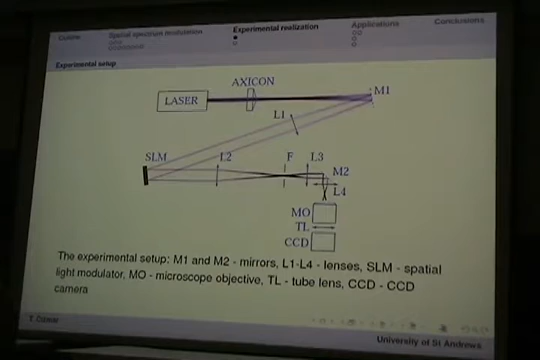 Outline Spatial spectrum modulation Experimental realization Applications Conclusions
Experimental setup
AXICON
LASER
M1
L1
SLM L2 F L3
M2
L4
MO
TL
CCD
The experimental setup: M1 and M2 - mirrors, L1-L4 - lenses, SLM - spatial
light modulator, MO - microscope objective, TL - tube lens, CCD - CCD
camera
University of St Andrews